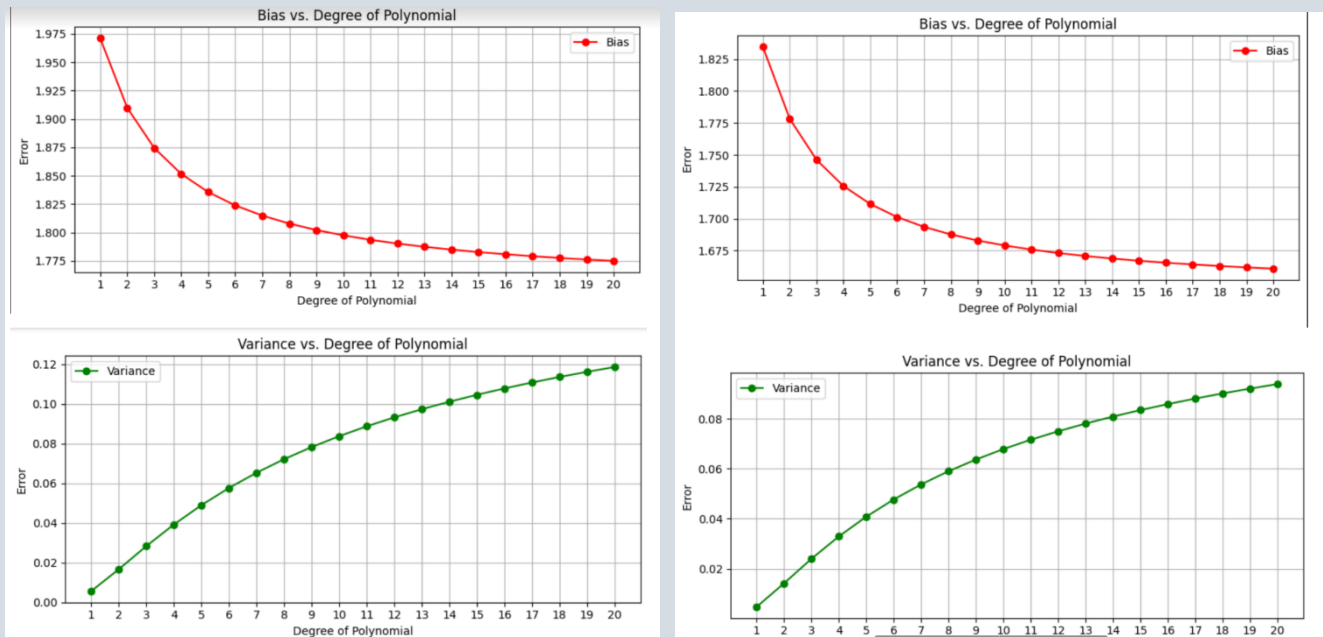 Bias vs. Degree of Polynomial
1.975
1.950
1.925
1.900
1.875
1.850
1.825
1.800
1.775
Error
Bias
1 2 3 4 5 6 7 8 9 10 11 12 13 14 15 16 17 18 19 20
Degree of Polynomial
Bias vs. Degree of Polynomial
1.825
1.800
1.775
1.750
1.725
1.700
1.675
Error
Bias
1 2 3 4 5 6 7 8 9 10 11 12 13 14 15 16 17 18 19 20
Degree of Polynomial
Variance vs. Degree of Polynomial
0.12
0.10
0.08
0.06
0.04
0.02
0.00
Error
Variance
1 2 3 4 5 6 7 8 9 10 11 12 13 14 15 16 17 18 19 20
Degree of Polynomial
Variance vs. Degree of Polynomial
0.08
0.06
0.04
0.02
Error
Variance
1 2 3 4 5 6 7 8 9 10 11 12 13 14 15 16 17 18 19 20